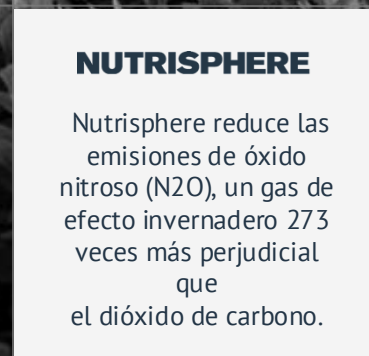 NUTRISPHERE
Nutrisphere reduce las
emisiones de óxido
nitroso (N2O), un gas de
efecto invernadero 273
veces más perjudicial
que
el dióxido de carbono.